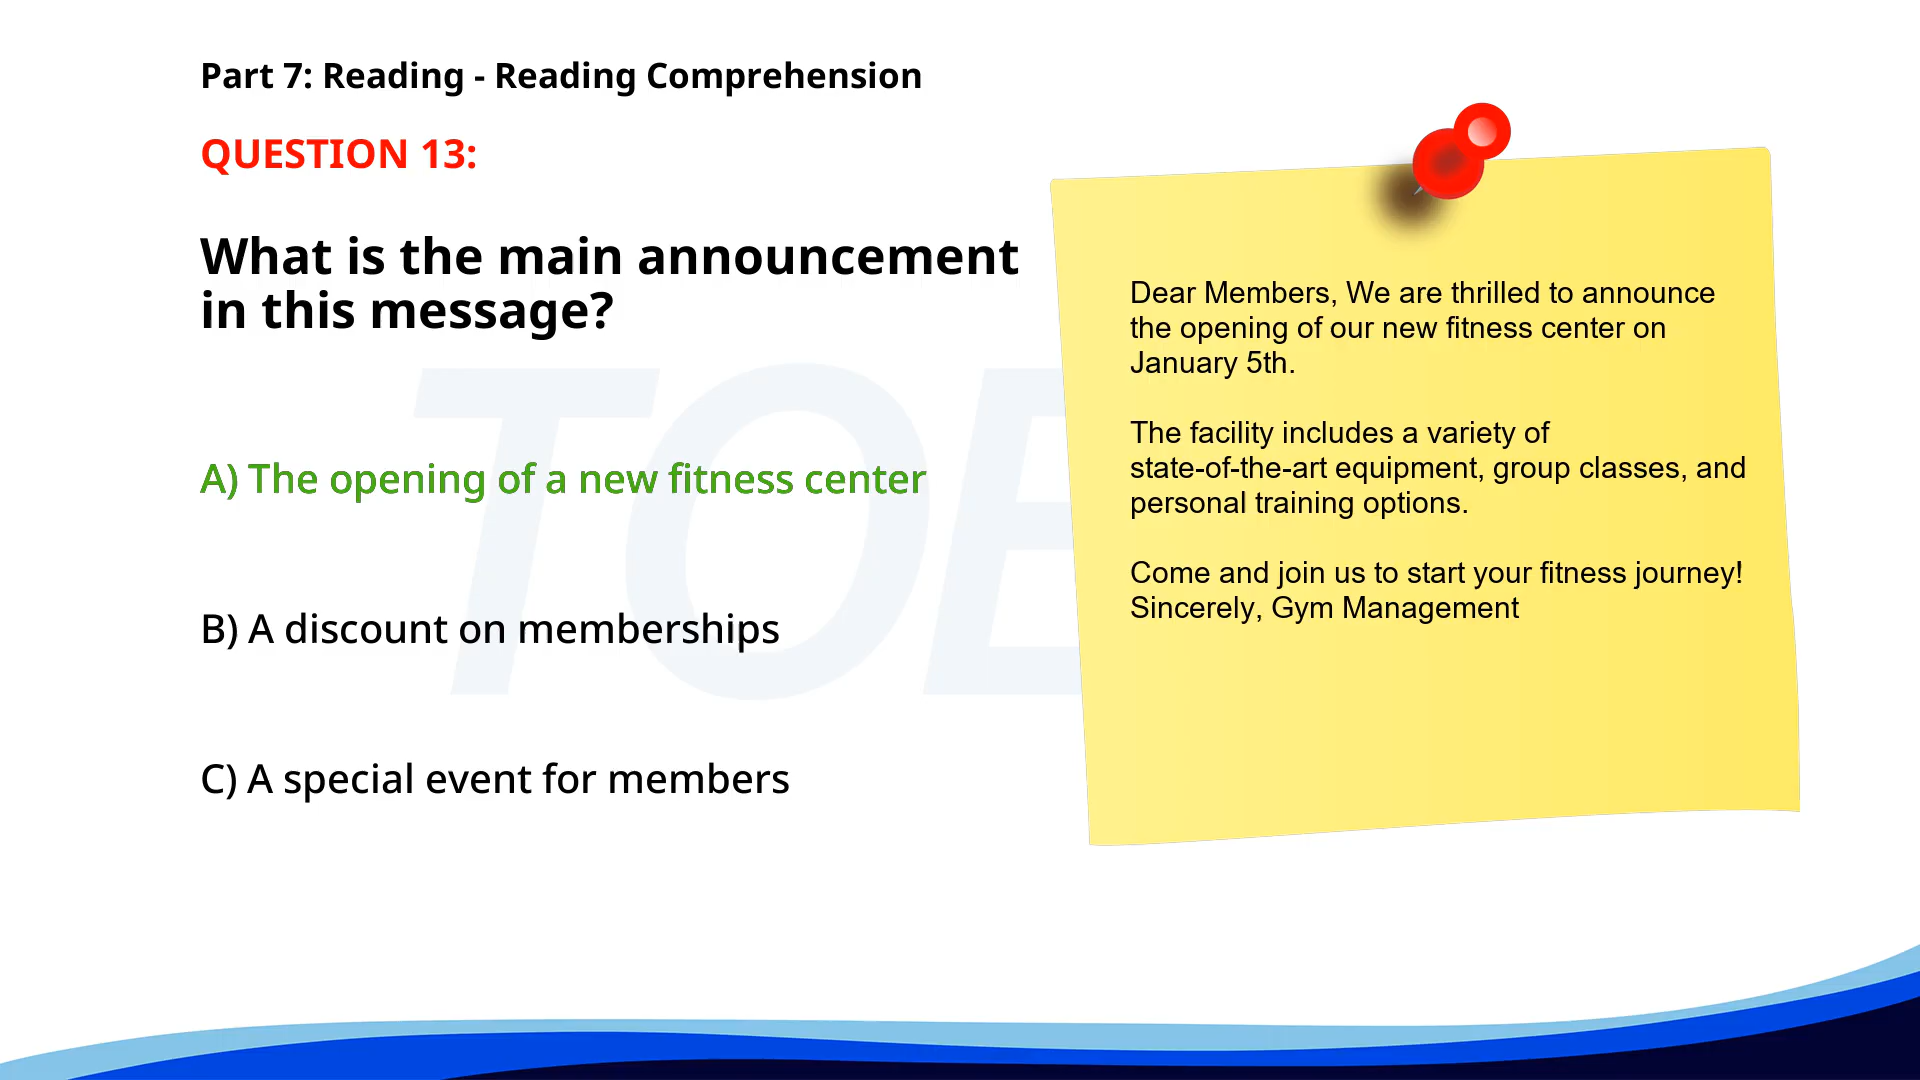 Part 7: Reading - Reading Comprehension
QUESTION 13:
What is the main announcement
in this message?
A) The opening of a new fitness center
B) A discount on memberships
C) A special event for members
Dear Members, We are thrilled to announce
the opening of our new fitness center on
January 5th.
The facility includes a variety of
state-of-the-art equipment, group classes, and
personal training options.
Come and join us to start your fitness journey!
Sincerely, Gym Management